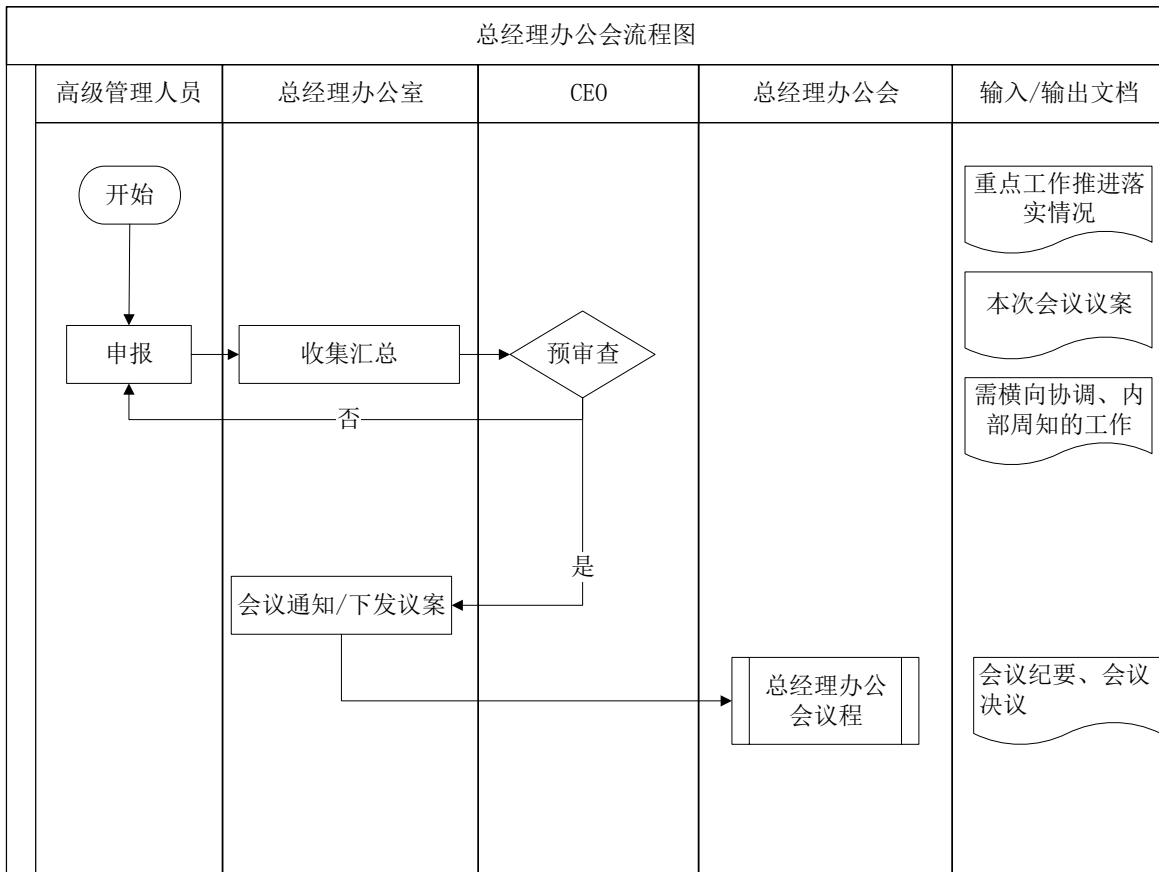 总经理办公会流程图
高级管理人员
总经理办公室
CEO
总经理办公会
输入/输出文档
开始
重点工作推进落
实情况
本次会议议案
申报
收集汇总
预审查
需横向协调、内
部周知的工作
否
是
会议通知/下发议案
总经理办公
会议程
会议纪要、会议
决议